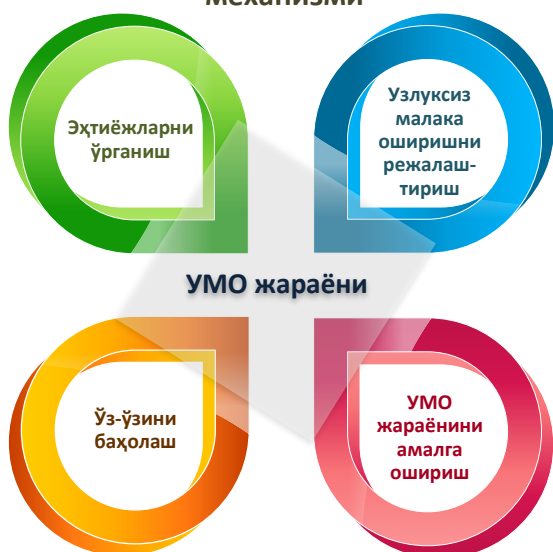 механизми
Эҳтиёжларни
ўрганиш
Узлуксиз
малака
оширишни
режалаш-
тириш
УМО жараёни
Ўз-ўзини
баҳолаш
УМО
жараёнини
амалга
ошириш